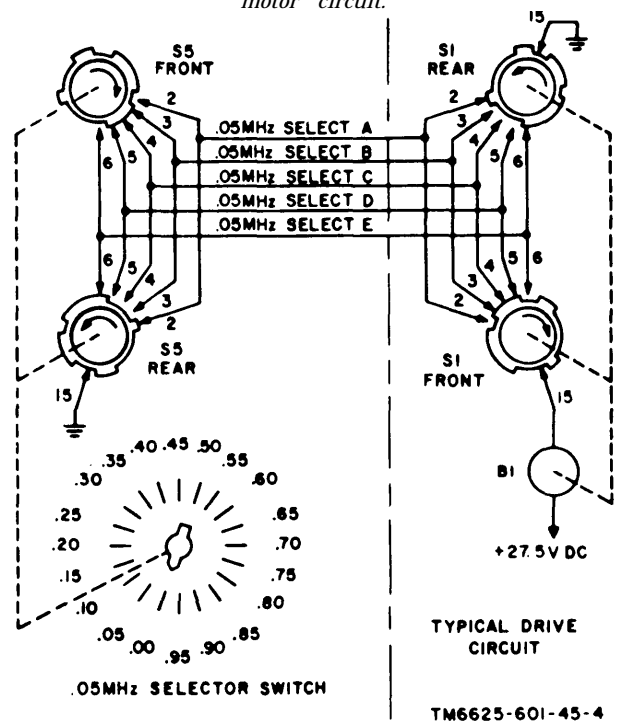 motor circuit.
S5
FRONT
S1
REAR
15
2
3
4
5
6
2
3
4
5
6
.05MHz SELECT A
.05MHz SELECT B
.05MHz SELECT C
.05MHz SELECT D
.05MHz SELECT E
6
5
4
3
2
6
5
4
3
2
S5
REAR
S1
FRONT
15
15
B1
+27.5V DC
.40 .45 .50
.35 .55
.30 .60
.25 .65
.20 .70
.15 .75
.10 .80
.05 .85
.00 .95 .90
.05MHz SELECTOR SWITCH
TYPICAL DRIVE
CIRCUIT
TM6625-601-45-4